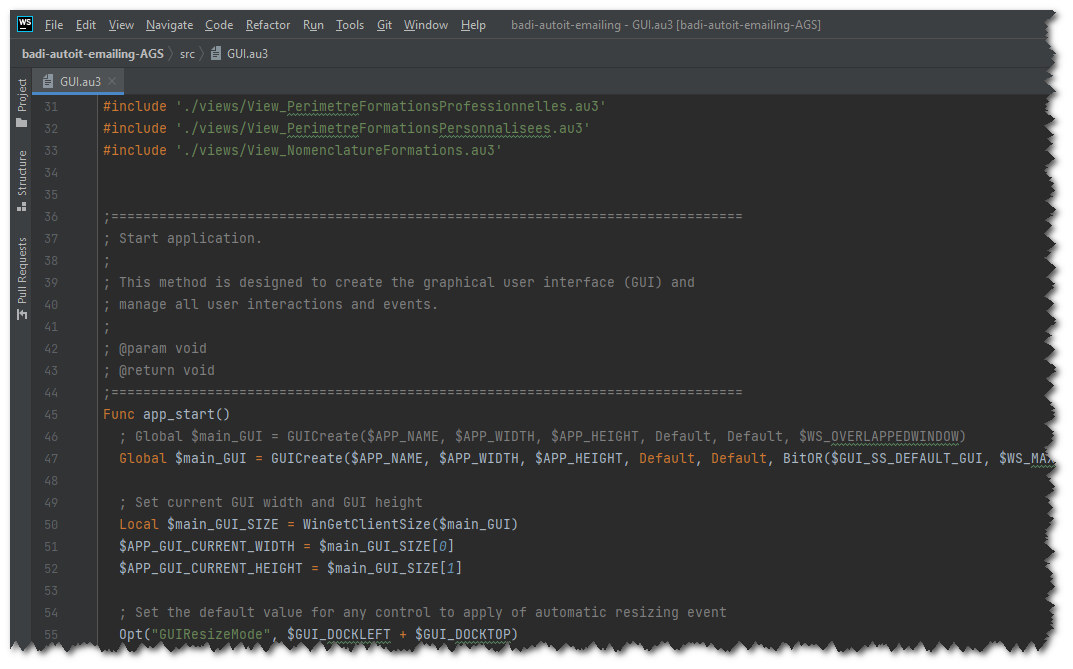 WS File Edit View Navigate Code Refactor Run Tools Git Window Help badi-autoit-emailing - GUI.au3 [badi-autoit-emailing-AGS]
badi-autoit-emailing-AGS src GUI.au3
Project
Structure
Pull Requests
GUI.au3
31 #include './views/View_PerimetreFormationsProfessionnelles.au3'
32 #include './views/View_PerimetreFormationsPersonnalisees.au3'
33 #include './views/View_NomenclatureFormations.au3'
34
35
36 ;===============================================================================
37 ; Start application.
38 ;
39 ; This method is designed to create the graphical user interface (GUI) and
40 ; manage all user interactions and events.
41 ;
42 ; @param void
43 ; @return void
44 ;===============================================================================
45 Func app_start()
46 ; Global $main_GUI = GUICreate($APP_NAME, $APP_WIDTH, $APP_HEIGHT, Default, Default, $WS_OVERLAPPEDWINDOW)
47 Global $main_GUI = GUICreate($APP_NAME, $APP_WIDTH, $APP_HEIGHT, Default, Default, BitOR($GUI_SS_DEFAULT_GUI, $WS_MAX
48
49 ; Set current GUI width and GUI height
50 Local $main_GUI_SIZE = WinGetClientSize($main_GUI)
51 $APP_GUI_CURRENT_WIDTH = $main_GUI_SIZE[0]
52 $APP_GUI_CURRENT_HEIGHT = $main_GUI_SIZE[1]
53
54 ; Set the default value for any control to apply of automatic resizing event
55 Opt("GUIResizeMode", $GUI_DOCKLEFT + $GUI_DOCKTOP)